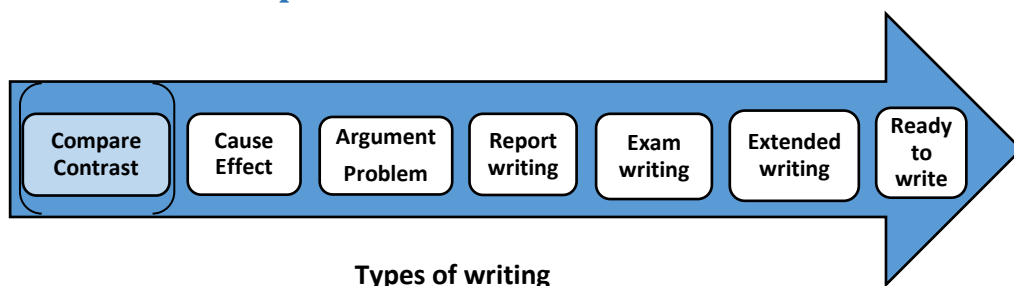 Compare
Contrast
Cause
Effect
Argument
Problem
Report
writing
Exam
writing
Extended
writing
Ready
to
write
Types of writing